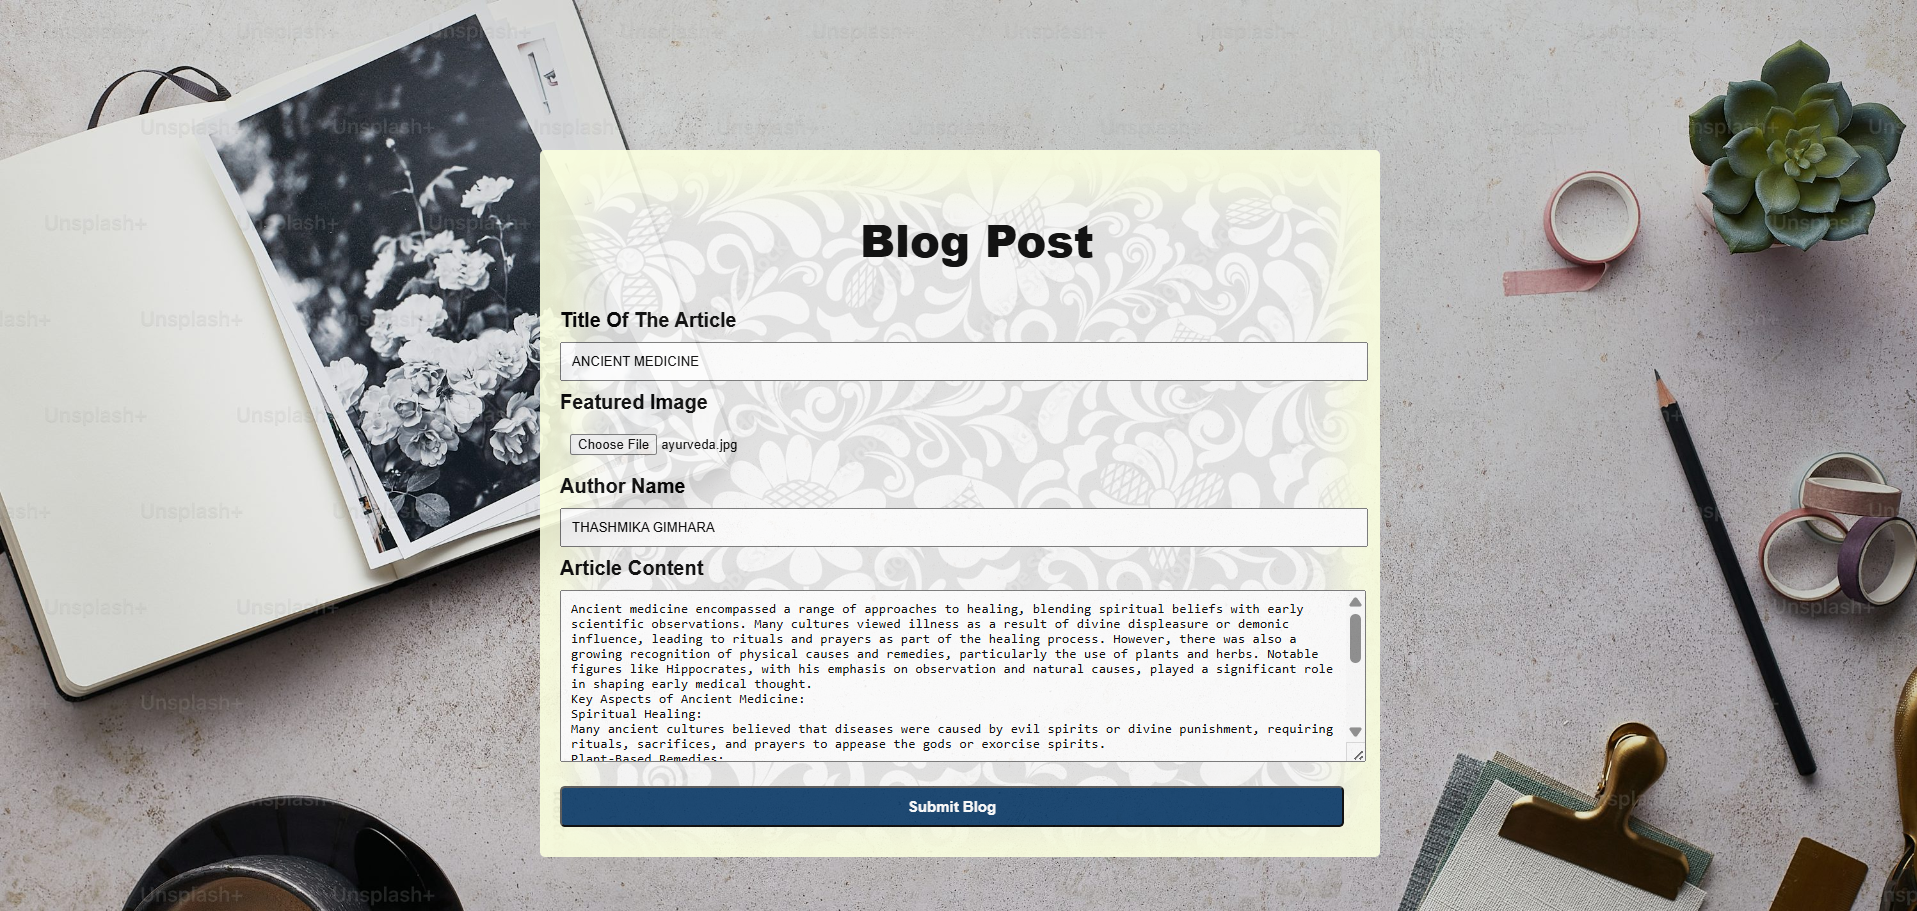 Blog Post
Title Of The Article
ANCIENT MEDICINE
Featured Image
Choose File ayurveda.jpg
Author Name
THASHMIKA GIMHARA
Article Content
Ancient medicine encompassed a range of approaches to healing, blending spiritual beliefs with early
scientific observations. Many cultures viewed illness as a result of divine displeasure or demonic
influence, leading to rituals and prayers as part of the healing process. However, there was also a
growing recognition of physical causes and remedies, particularly the use of plants and herbs. Notable
figures like Hippocrates, with his emphasis on observation and natural causes, played a significant role
in shaping early medical thought.
Key Aspects of Ancient Medicine:
Spiritual Healing:
Many ancient cultures believed that diseases were caused by evil spirits or divine punishment, requiring
rituals, sacrifices, and prayers to appease the gods or exorcise spirits.
Plant-Based Remedies:
Submit Blog
Unsplash+